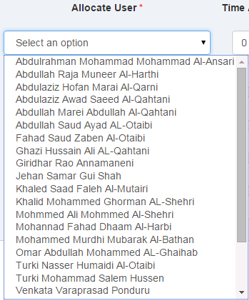 Allocate User * Time A
Select an option 0
Abdulrahman Mohammad Mohammad Al-Ansari
Abdullah Raja Muneer Al-Harthi
Abdulaziz Hofan Marai Al-Qarni
Abdulaziz Awad Saeed Al-Qahtani
Abdullah Marei Abdullah Al-Qahtani
Abdullah Saud Ayad AL-Otaibi
Fahad Saud Zaben Al-Otaibi
Ghazi Hussain Ali AL-Qahtani
Giridhar Rao Annamaneni
Jehan Samar Gui Shah
Khaled Saad Faleh Al-Mutairi
Khalid Mohammed Ghorman AL-Shehri
Mohmmed Ali Mohmmed Al-Shehri
Mohannad Fahad Dhaam Al-Harbi
Mohammed Murdhi Mubarak Al-Bathan
Omar Abdullah Mohammed AL-Ghaihab
Turki Nasser Humaidi Al-Otaibi
Turki Mohammad Salem Hussen
Venkata Varaprasad Ponduru